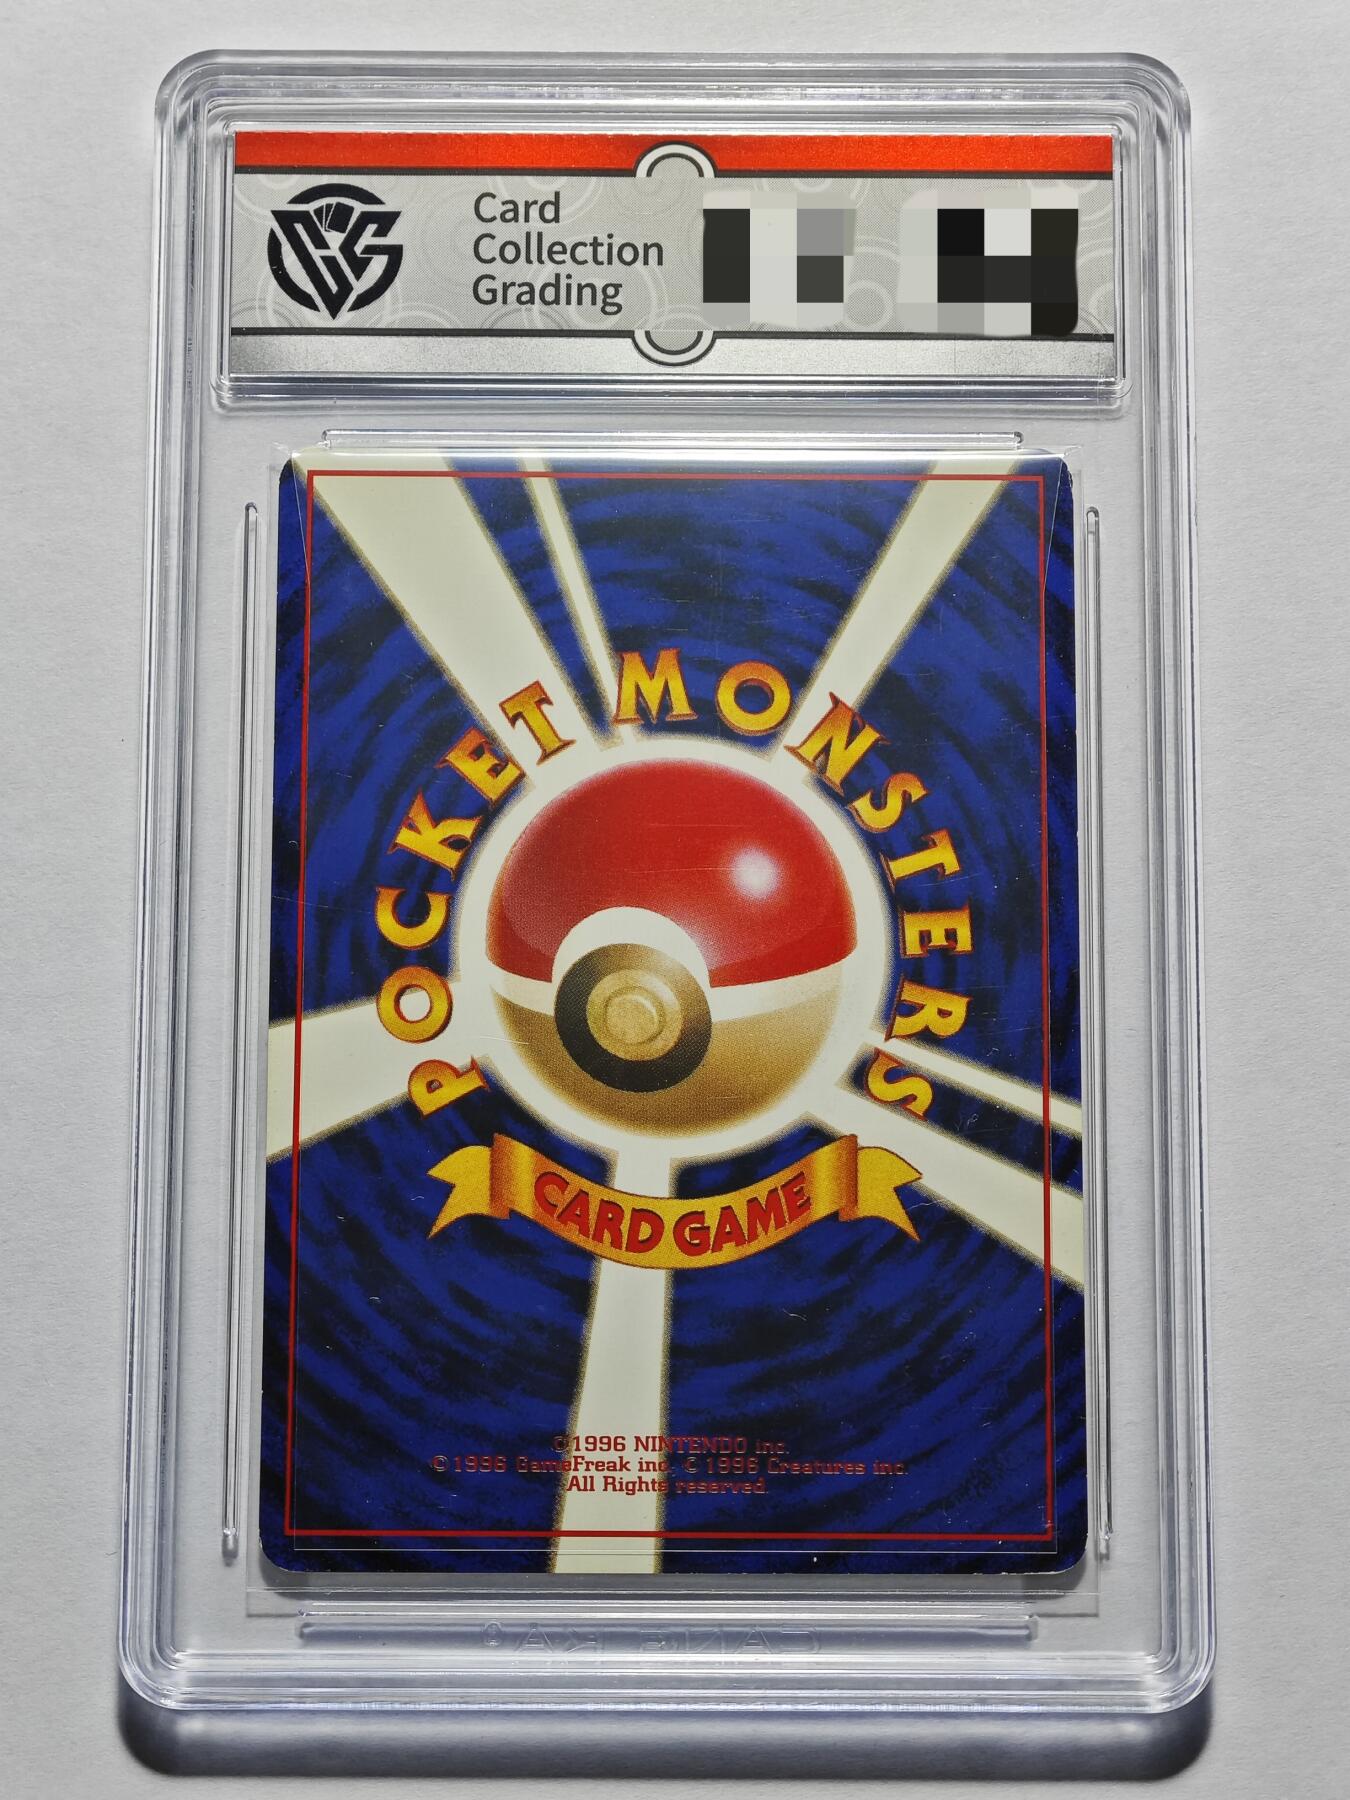 Card
Collection
Grading
POCKET MONSTERS
CARD GAME
©1996 NINTENDO inc.
©1996 GameFreak inc. ©1996 Creatures inc.
All Rights reserved.